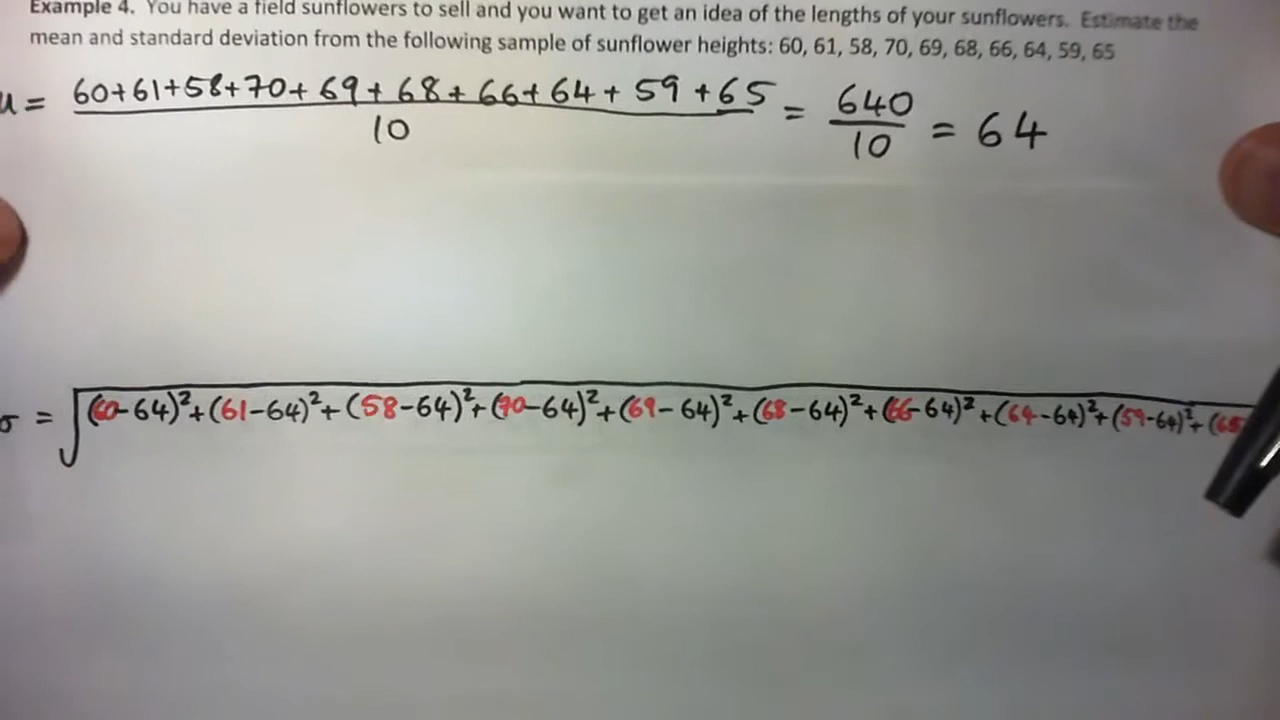 Example 4. You have a field sunflowers to sell and you want to get an idea of the lengths of your sunflowers. Estimate the
mean and standard deviation from the following sample of sunflower heights: 60, 61, 58, 70, 69, 68, 66, 64, 59, 65
μ = (60+61+58+70+69+68+66+64+59+65)/10 = 640/10 = 64
σ = √(60-64)²+(61-64)²+(58-64)²+(70-64)²+(69-64)²+(68-64)²+(66-64)²+(64-64)²+(59-64)²+(65